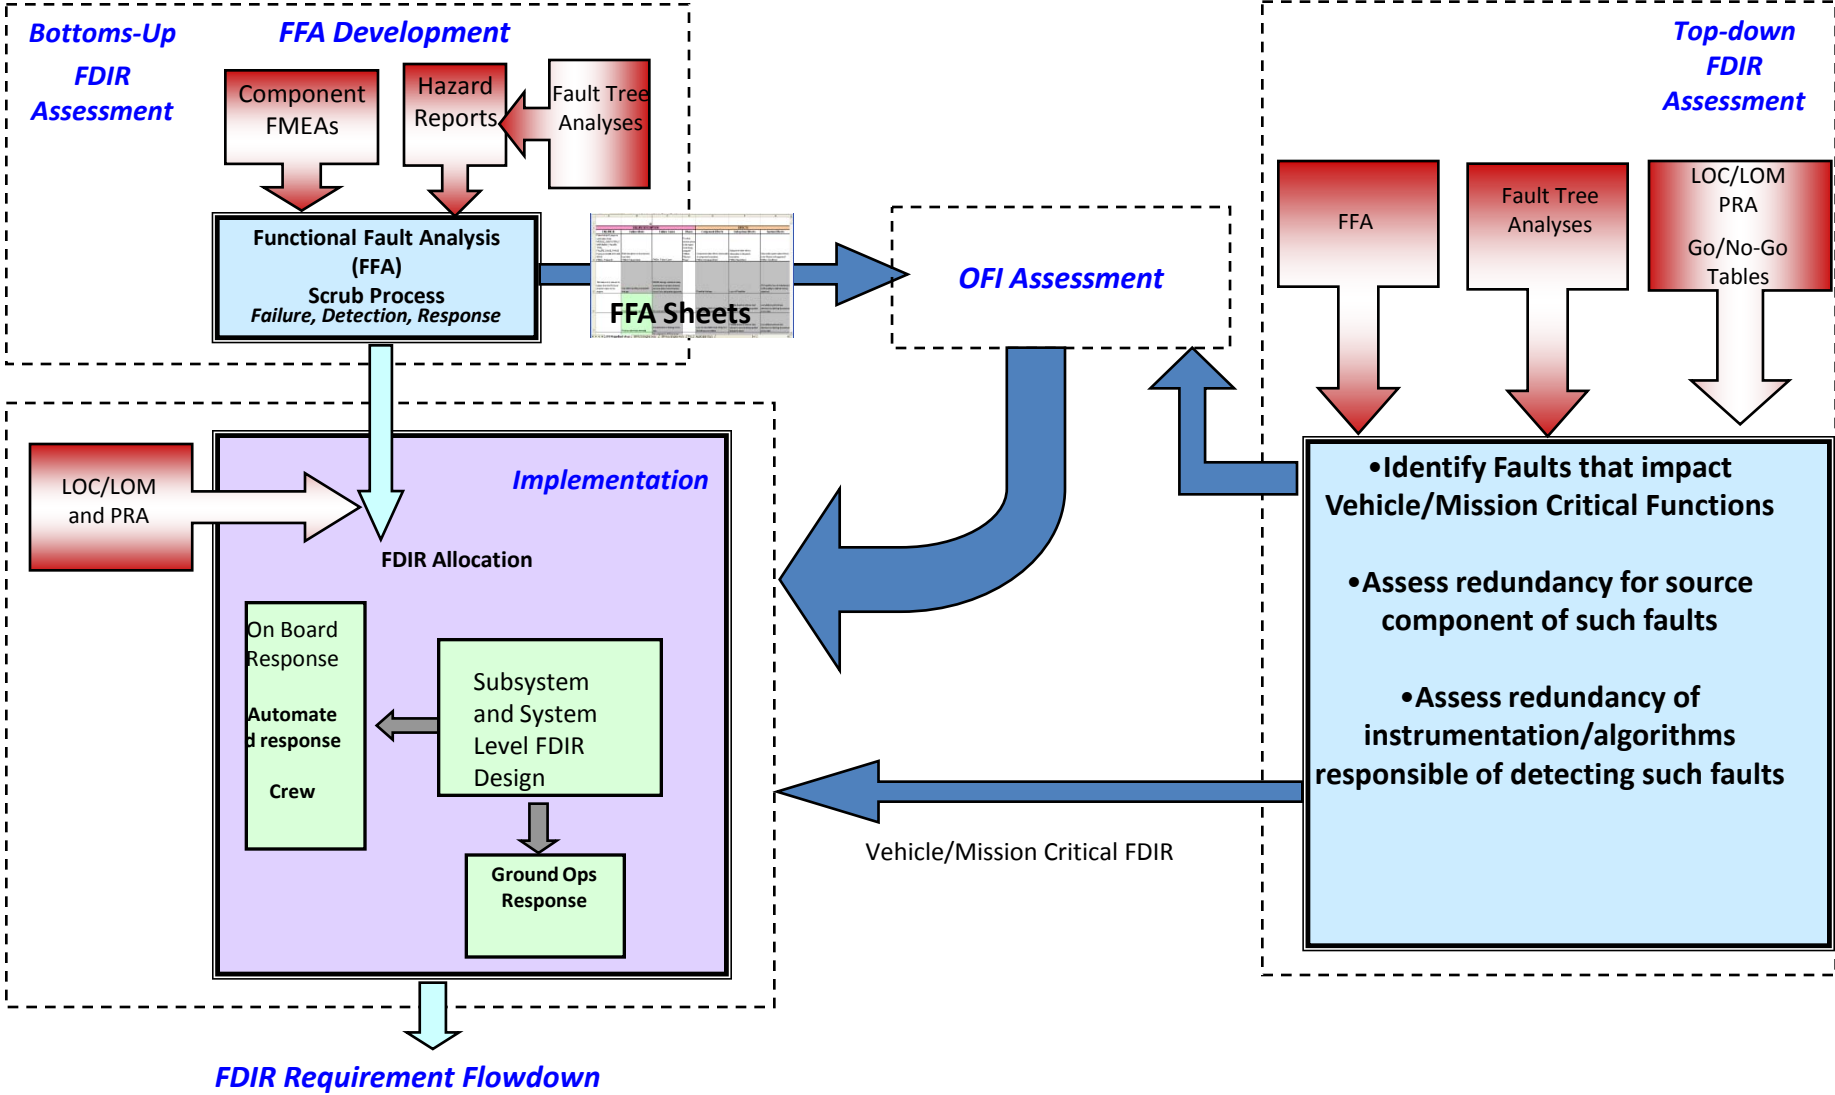 Bottoms-Up
FDIR
Assessment
FFA Development
Component
FMEAs
Hazard
Reports
Fault Tree
Analyses
Functional Fault Analysis
(FFA)
Scrub Process
Failure, Detection, Response
FFA Sheets
OFI Assessment
Top-down
FDIR
Assessment
FFA
Fault Tree
Analyses
LOC/LOM
PRA
Go/No-Go
Tables
•Identify Faults that impact
Vehicle/Mission Critical Functions
•Assess redundancy for source
component of such faults
•Assess redundancy of
instrumentation/algorithms
responsible of detecting such faults
LOC/LOM
and PRA
Implementation
FDIR Allocation
On Board
Response
Automate
d response
Crew
Subsystem
and System
Level FDIR
Design
Ground Ops
Response
Vehicle/Mission Critical FDIR
FDIR Requirement Flowdown